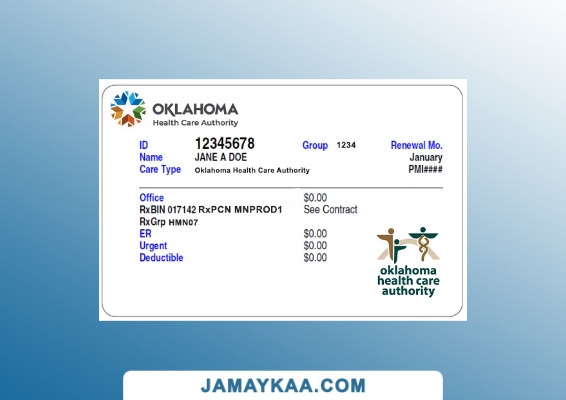 OKLAHOMA
Health Care Authority
ID 12345678 Group 1234 Renewal Mo.
Name JANE A DOE January
Care Type Oklahoma Health Care Authority PMI####
Office $0.00
RxBIN 017142 RxPCN MNPROD1 See Contract
RxGrp HMN07
ER $0.00
Urgent $0.00
Deductible $0.00
oklahoma
health care
authority
JAMAYKAA.COM